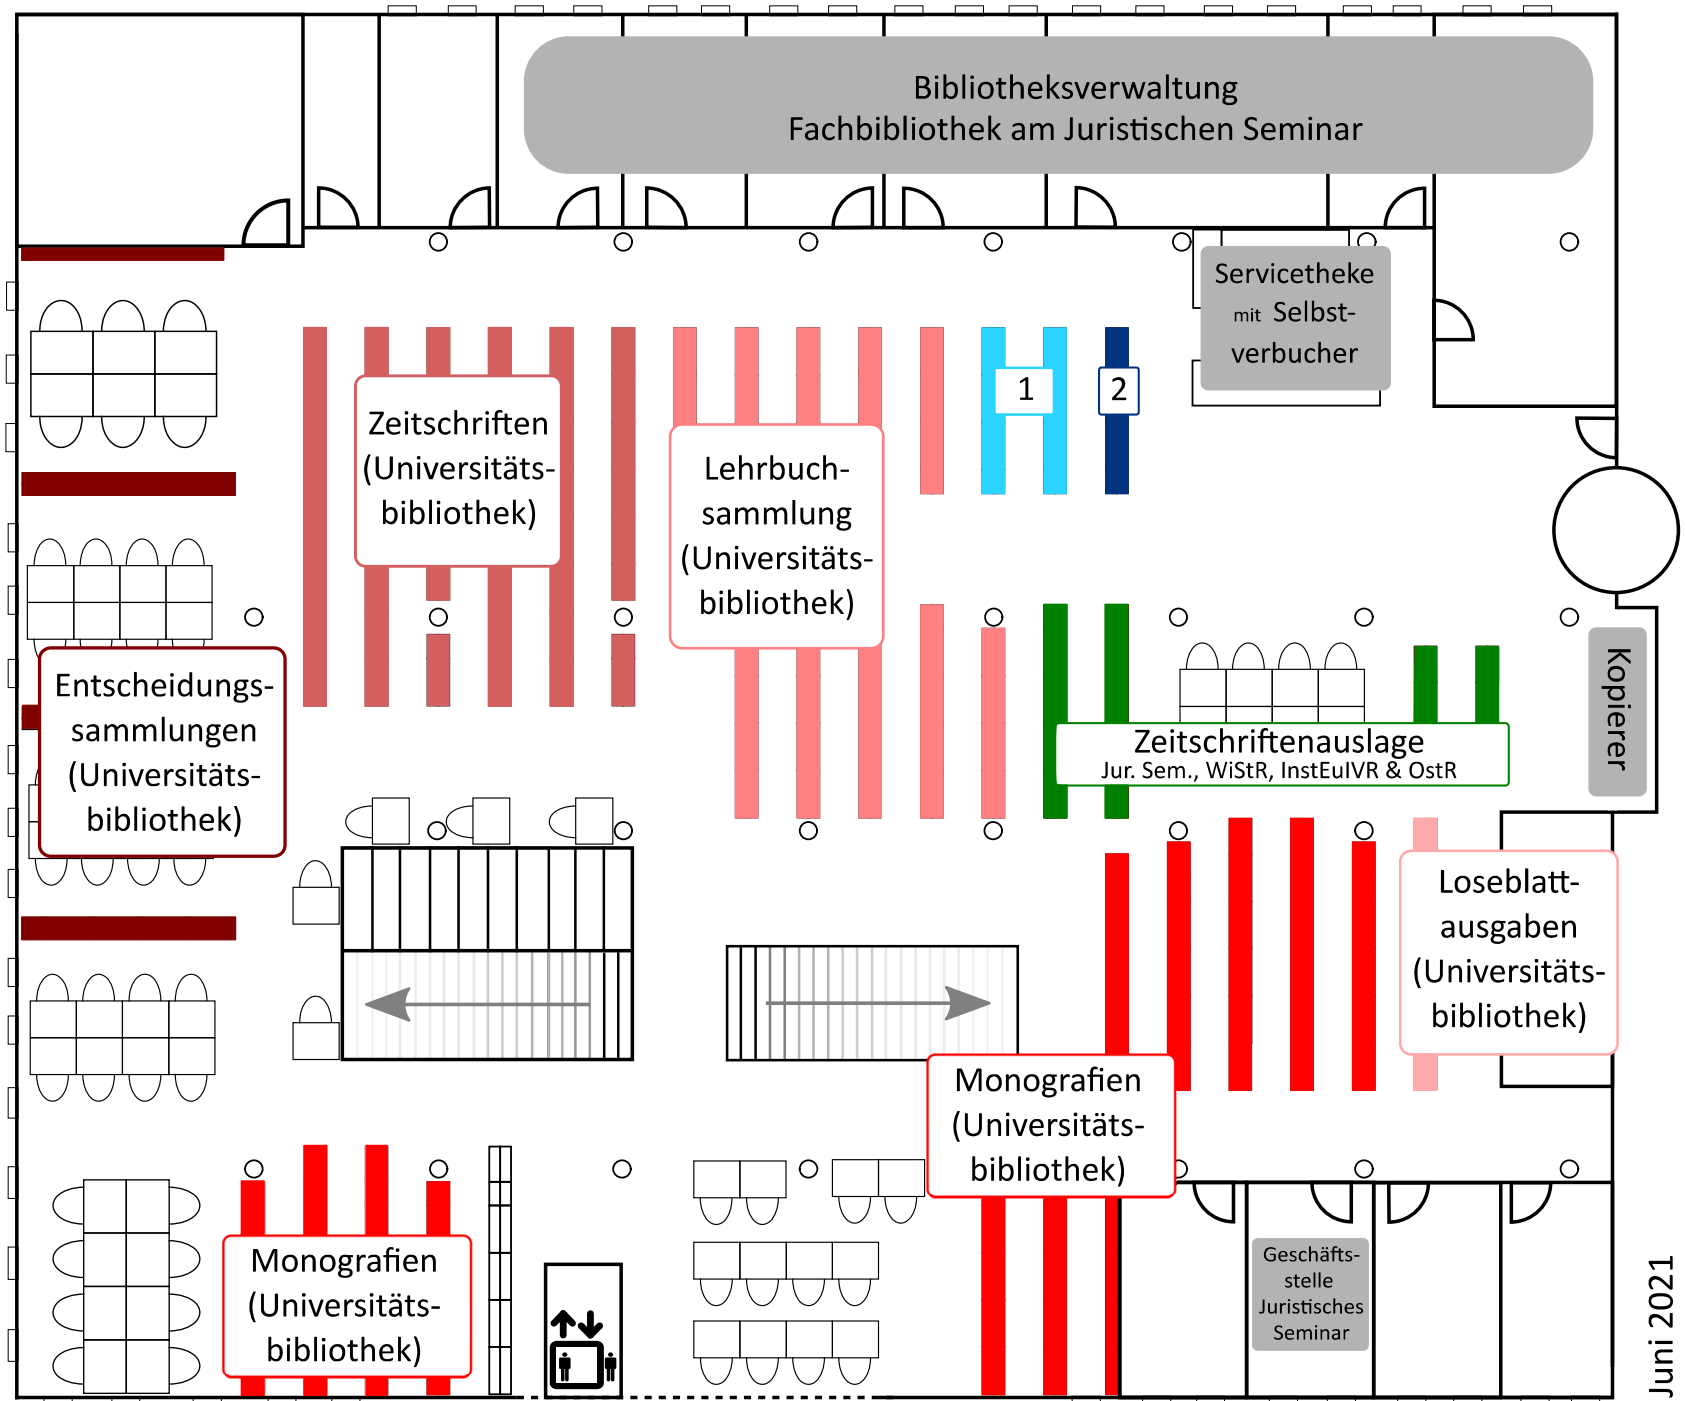 Bibliotheksverwaltung
Fachbibliothek am Juristischen Seminar
Servicetheke
mit Selbst-
verbucher
Zeitschriften
(Universitäts-
bibliothek)
Lehrbuch-
sammlung
(Universitäts-
bibliothek)
1
2
Entscheidungs-
sammlungen
(Universitäts-
bibliothek)
Zeitschriftenauslage
Jur. Sem., WiStR, InstEuIVR & OstR
Kopierer
Loseblatt-
ausgaben
(Universitäts-
bibliothek)
Monografien
(Universitäts-
bibliothek)
Monografien
(Universitäts-
bibliothek)
Geschäfts-
stelle
Juristisches
Seminar
Juni 2021